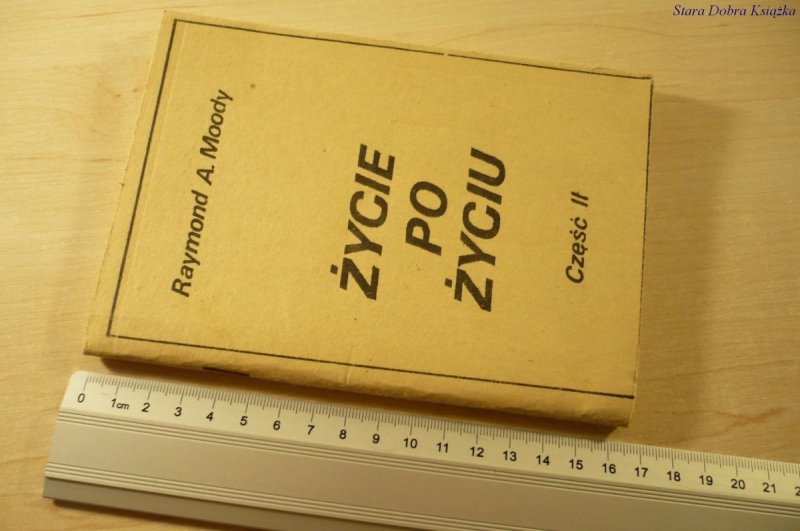 Stara Dobra Książka
Raymond A. Moody
ŻYCIE
PO
ŻYCIU
Część II
0 1cm 2 3 4 5 6 7 8 9 10 11 12 13 14 15 16 17 18 19 20 21